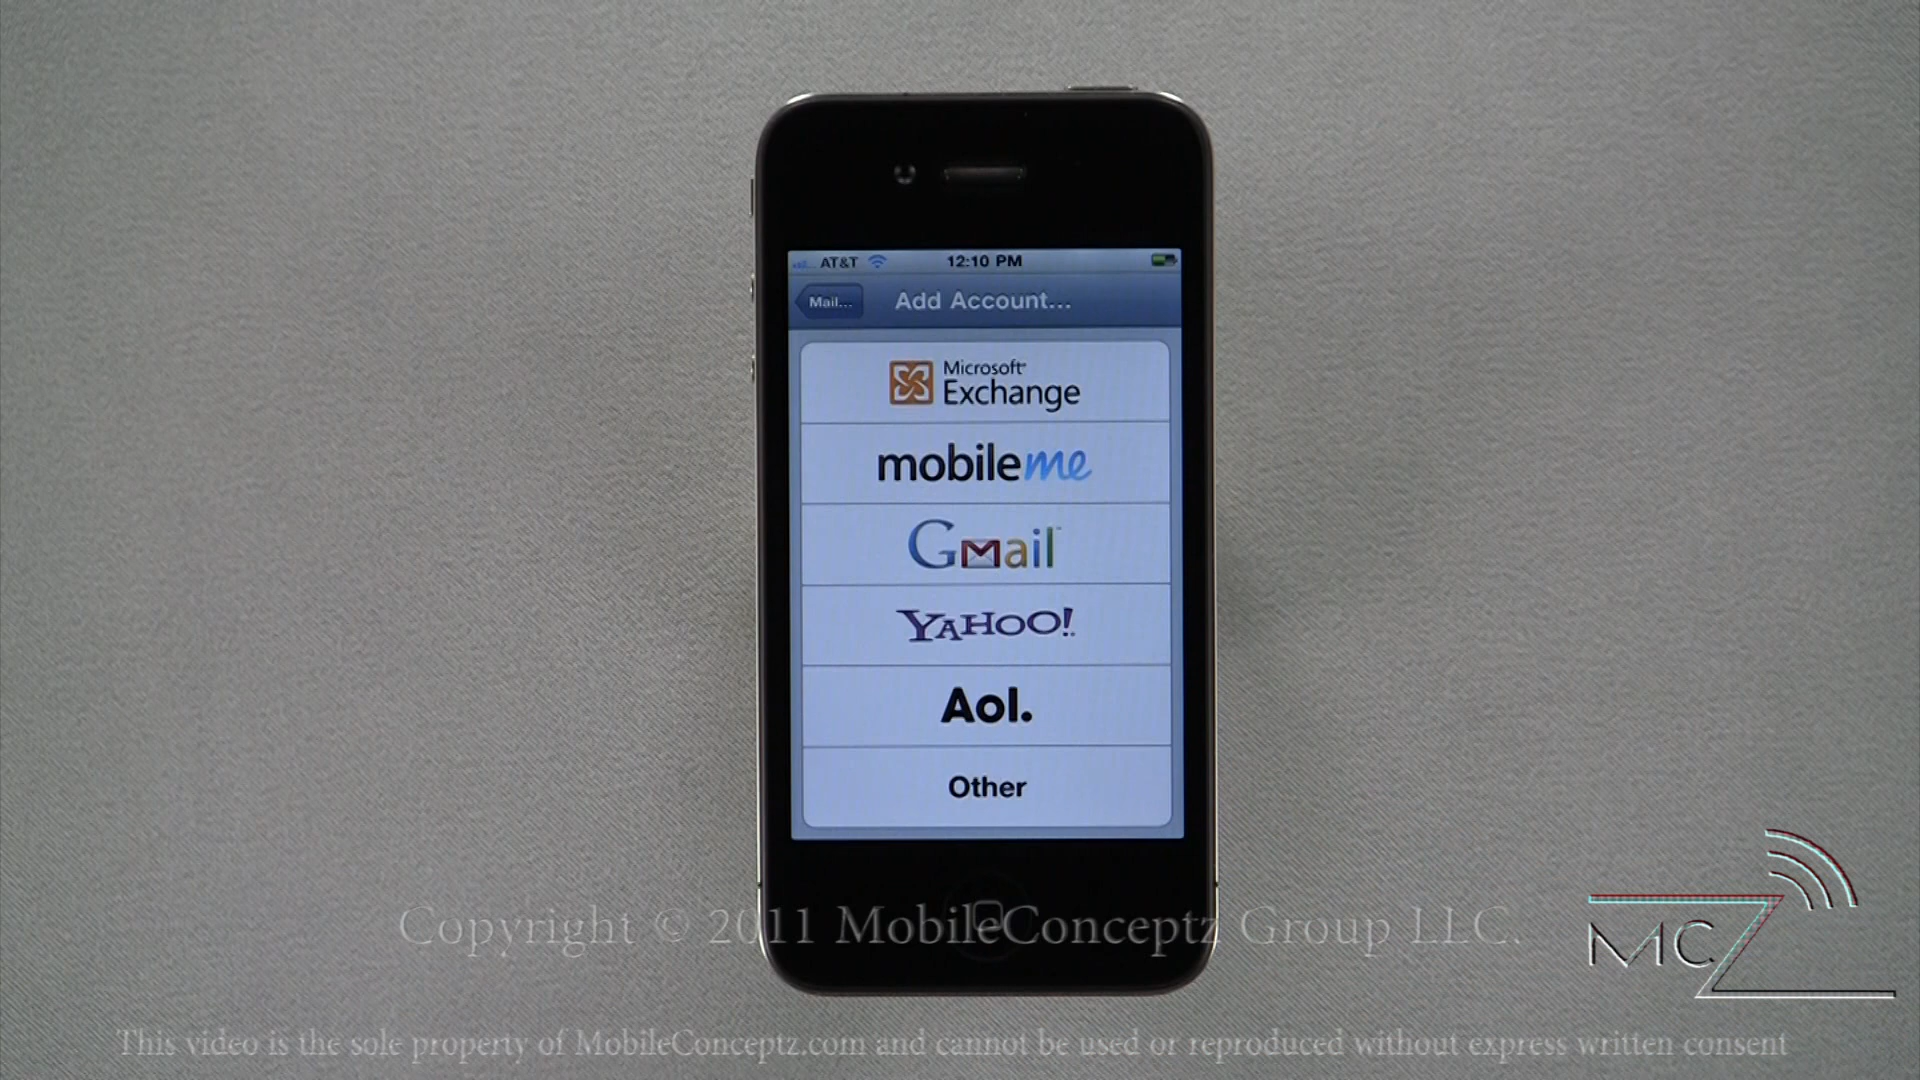 AT&T 12:10 PM
Mail... Add Account...
Microsoft®
Exchange
mobileme
Gmail™
YAHOO!
Aol.
Other
Copyright © 2011 MobileConceptz Group LLC.
MCZ
This video is the sole property of MobileConceptz.com and cannot be used or reproduced without express written consent